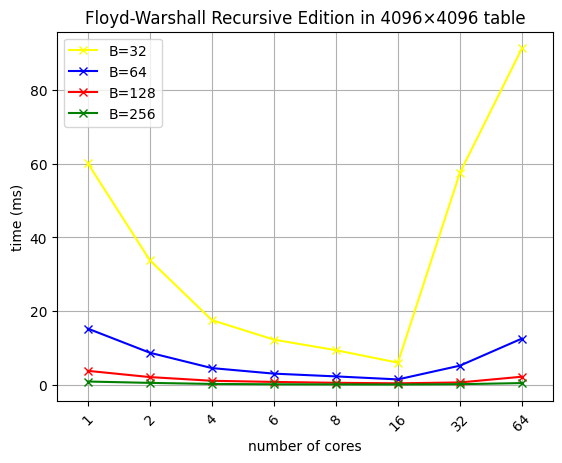 Floyd-Warshall Recursive Edition in 4096×4096 table
B=32
B=64
B=128
B=256
80
60
40
20
0
time (ms)
1 2 4 6 8 16 32 64
number of cores